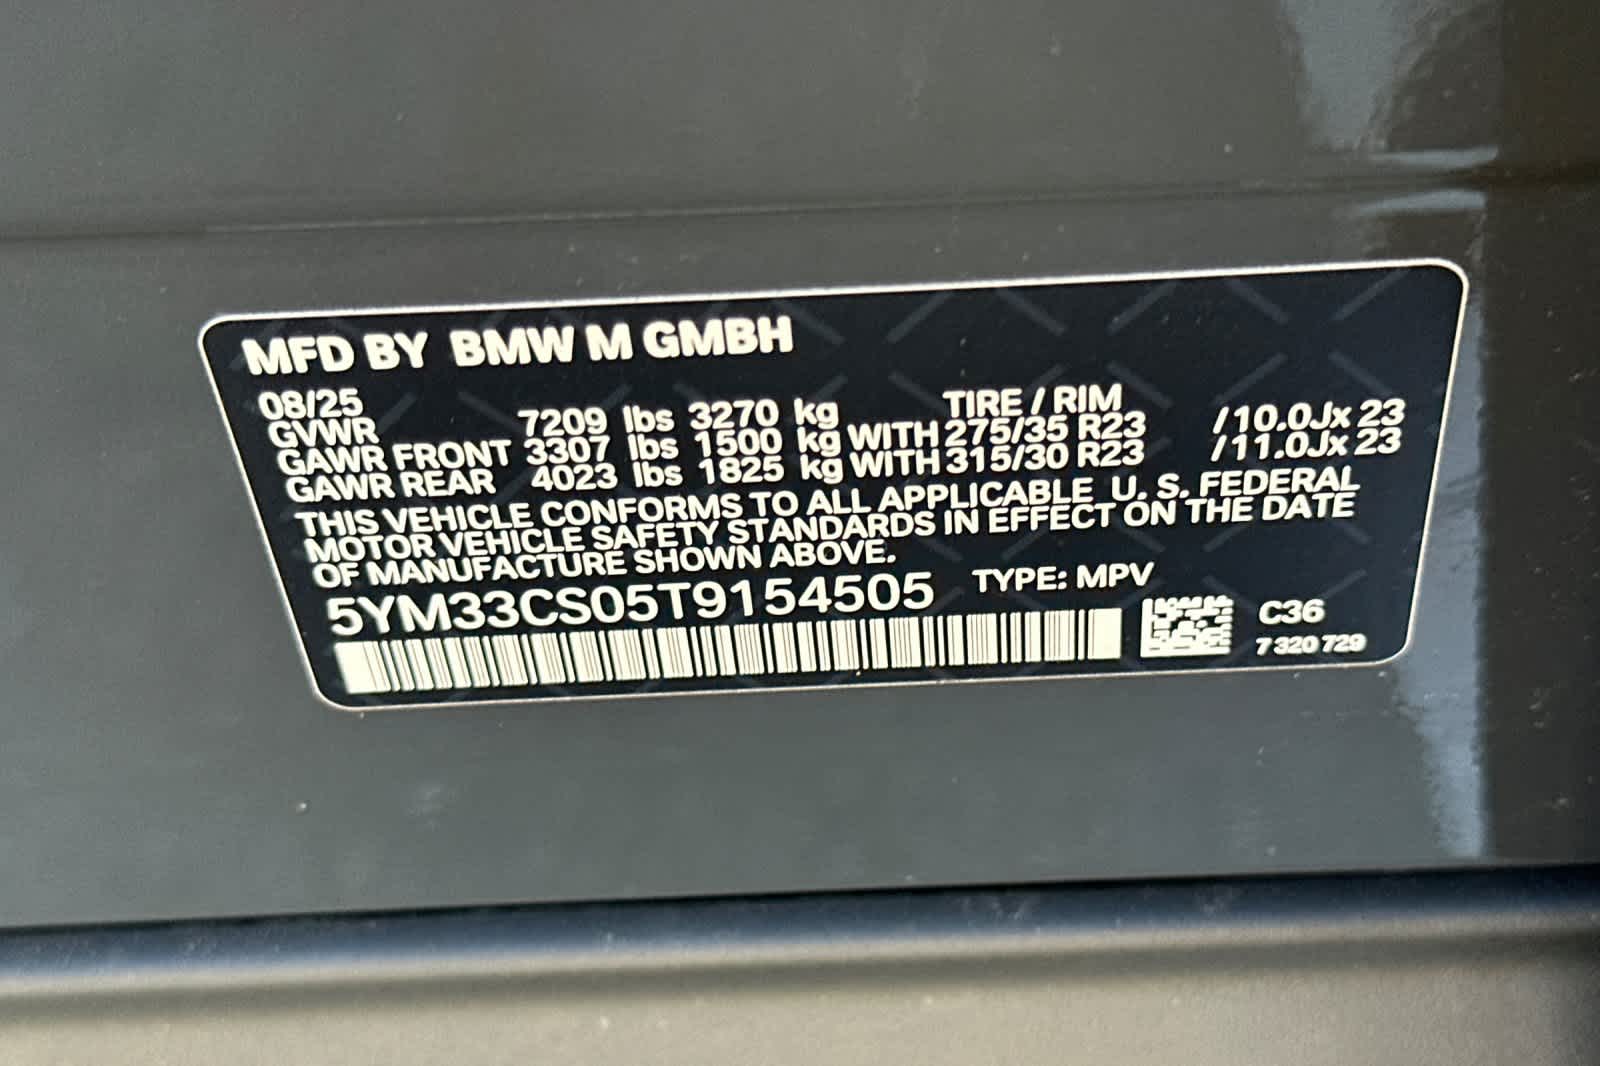 MFD BY BMW M GMBH
08/25 TIRE / RIM
GVWR 7209 lbs 3270 kg
GAWR FRONT 3307 lbs 1500 kg WITH 275/35 R23 /10.0Jx 23
GAWR REAR 4023 lbs 1825 kg WITH 315/30 R23 /11.0Jx 23
THIS VEHICLE CONFORMS TO ALL APPLICABLE U. S. FEDERAL
MOTOR VEHICLE SAFETY STANDARDS IN EFFECT ON THE DATE
OF MANUFACTURE SHOWN ABOVE.
5YM33CS05T9154505 TYPE: MPV
C36
7 320 729